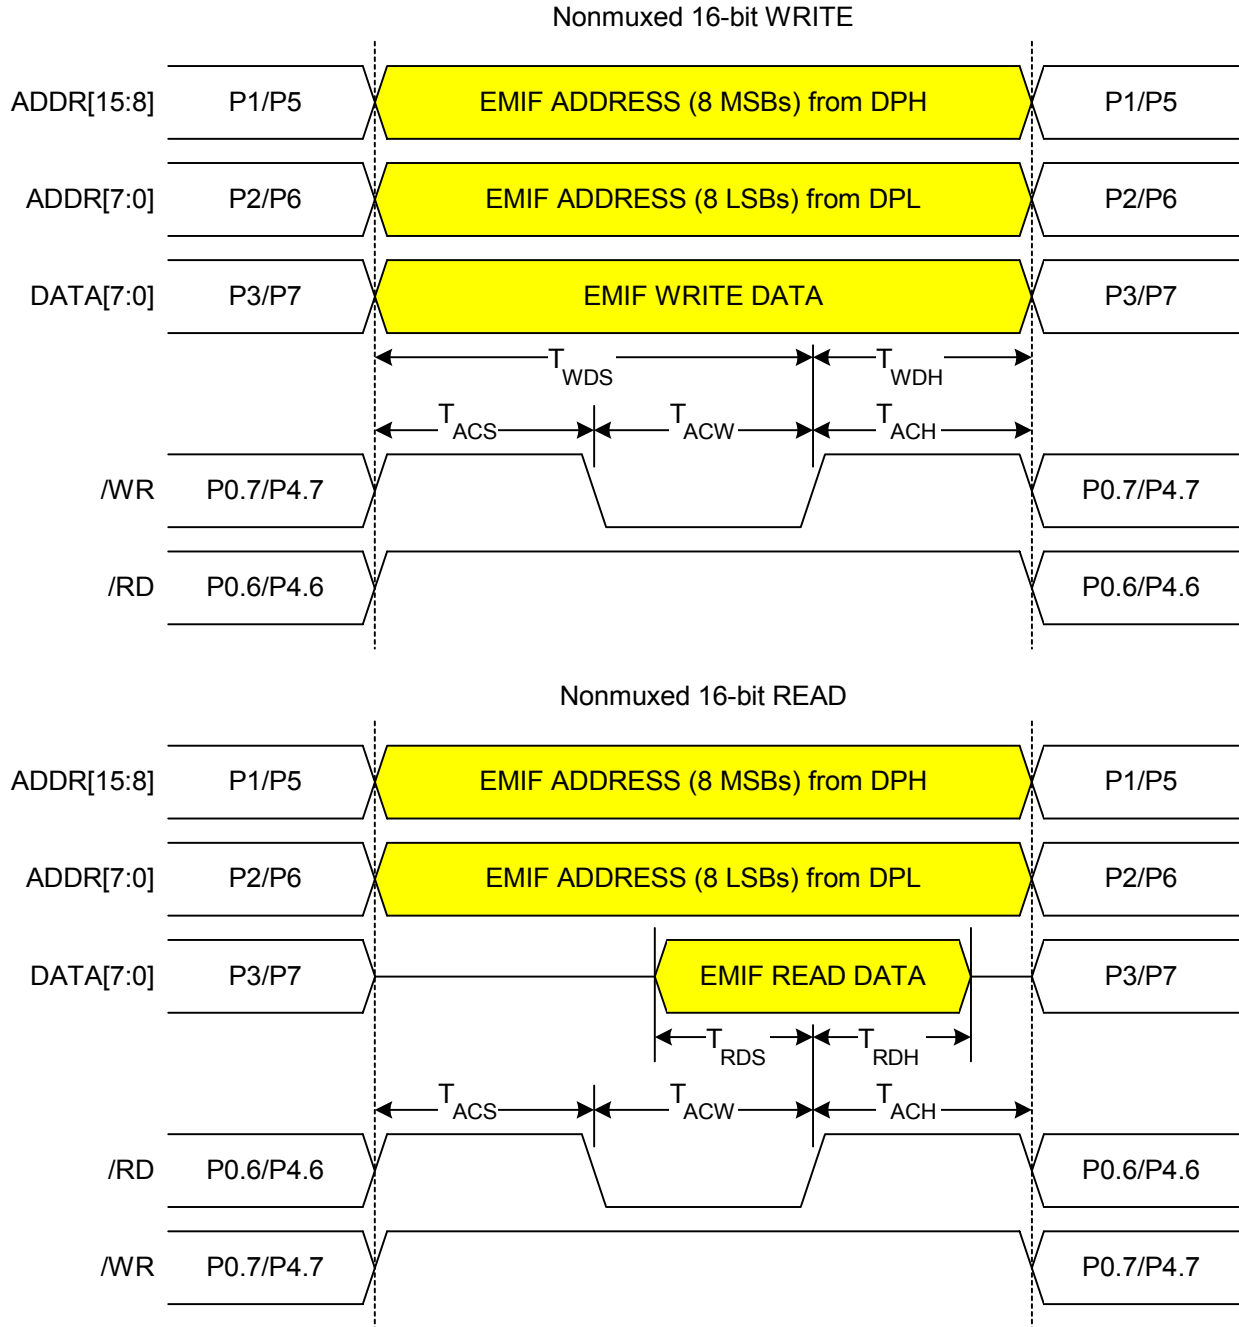 Nonmuxed 16-bit WRITE
ADDR[15:8] P1/P5 EMIF ADDRESS (8 MSBs) from DPH P1/P5
ADDR[7:0] P2/P6 EMIF ADDRESS (8 LSBs) from DPL P2/P6
DATA[7:0] P3/P7 EMIF WRITE DATA P3/P7
TWDS TWDH
TACS TACW TACH
/WR P0.7/P4.7 P0.7/P4.7
/RD P0.6/P4.6 P0.6/P4.6
Nonmuxed 16-bit READ
ADDR[15:8] P1/P5 EMIF ADDRESS (8 MSBs) from DPH P1/P5
ADDR[7:0] P2/P6 EMIF ADDRESS (8 LSBs) from DPL P2/P6
DATA[7:0] P3/P7 EMIF READ DATA P3/P7
TRDS TRDH
TACS TACW TACH
/RD P0.6/P4.6 P0.6/P4.6
/WR P0.7/P4.7 P0.7/P4.7